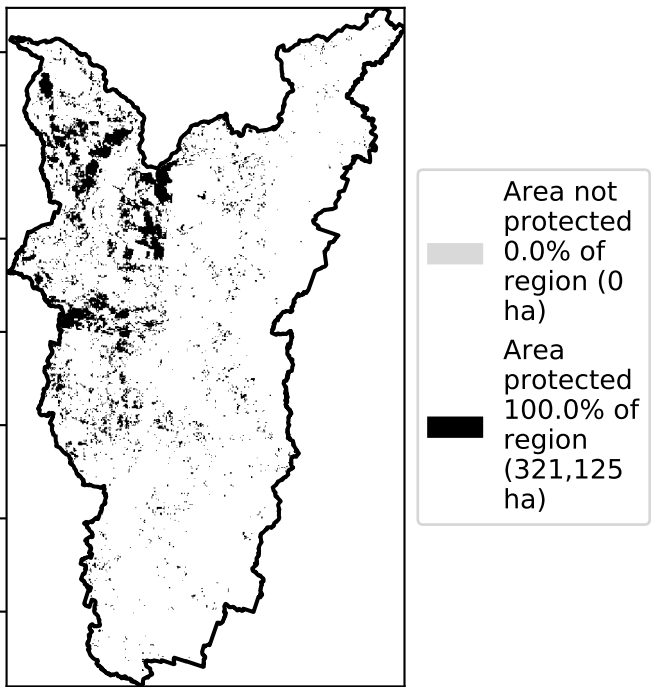 Area not
protected
0.0% of
region (0
ha)
Area
protected
100.0% of
region
(321,125
ha)